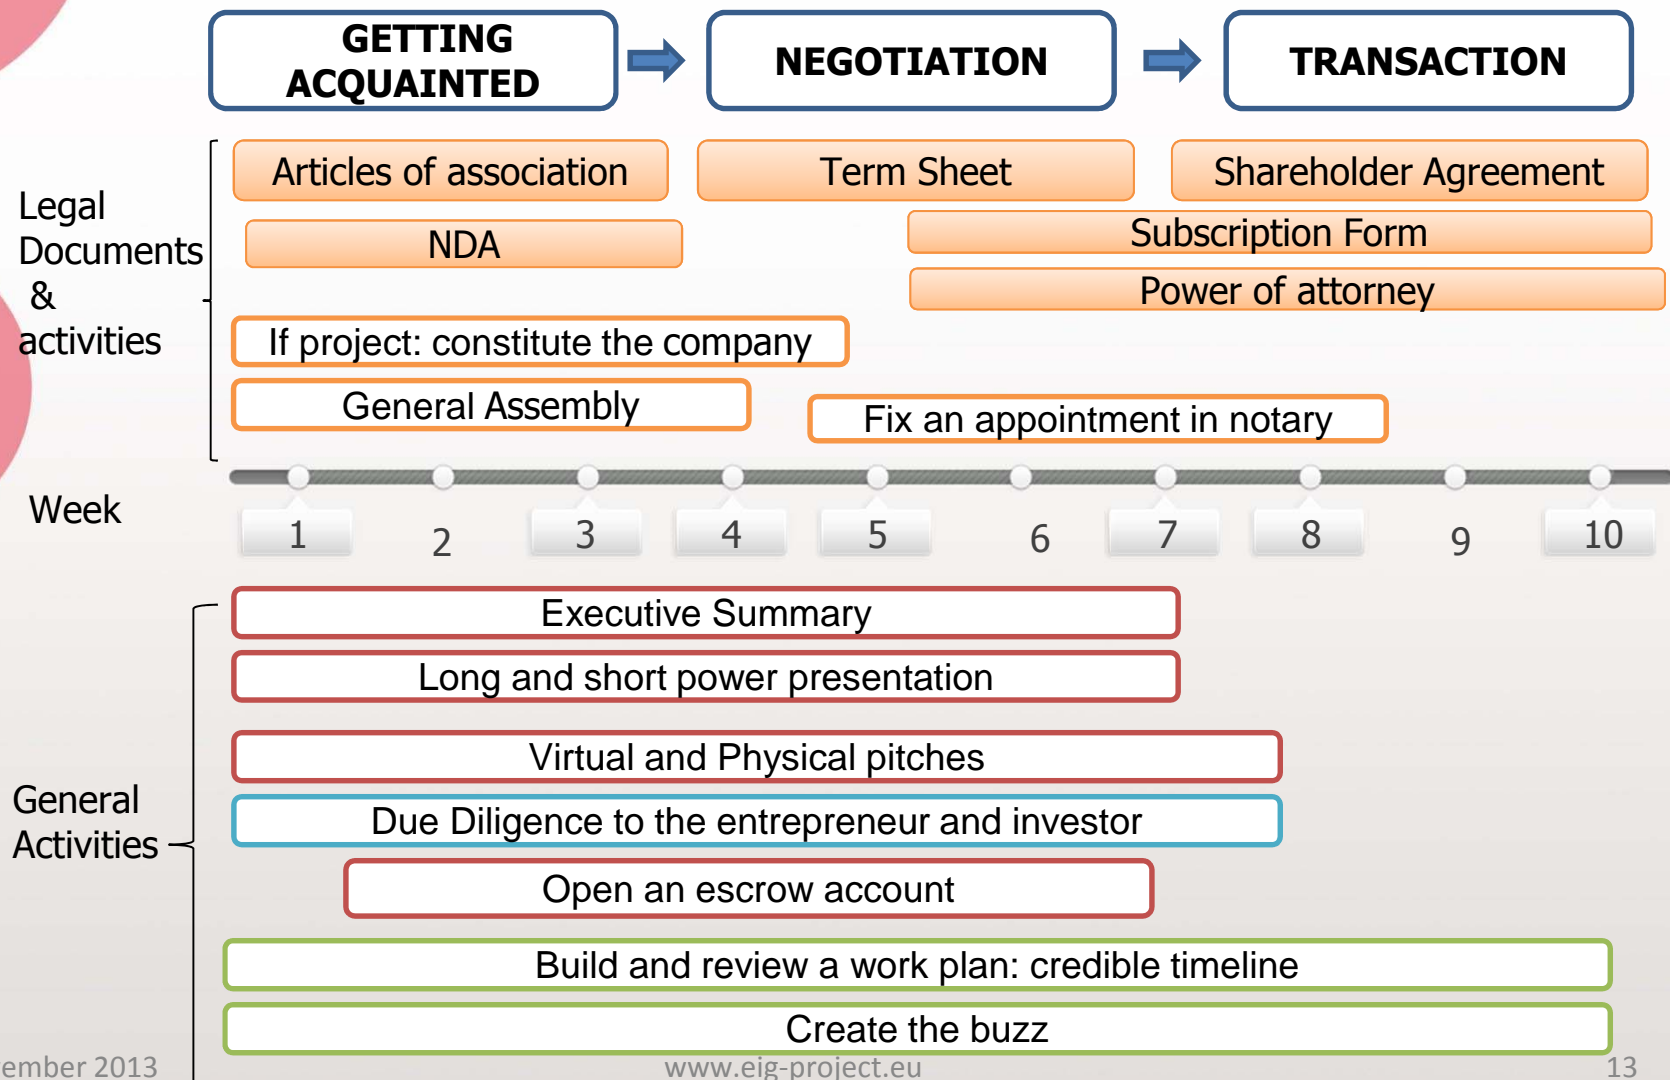 GETTING
ACQUAINTED
NEGOTIATION
TRANSACTION
Legal
Documents
&
activities
Articles of association
Term Sheet
Shareholder Agreement
NDA
Subscription Form
Power of attorney
If project: constitute the company
General Assembly
Fix an appointment in notary
Week
1 2 3 4 5 6 7 8 9 10
General
Activities
Executive Summary
Long and short power presentation
Virtual and Physical pitches
Due Diligence to the entrepreneur and investor
Open an escrow account
Build and review a work plan: credible timeline
Create the buzz
ember 2013
www.eig-project.eu
13